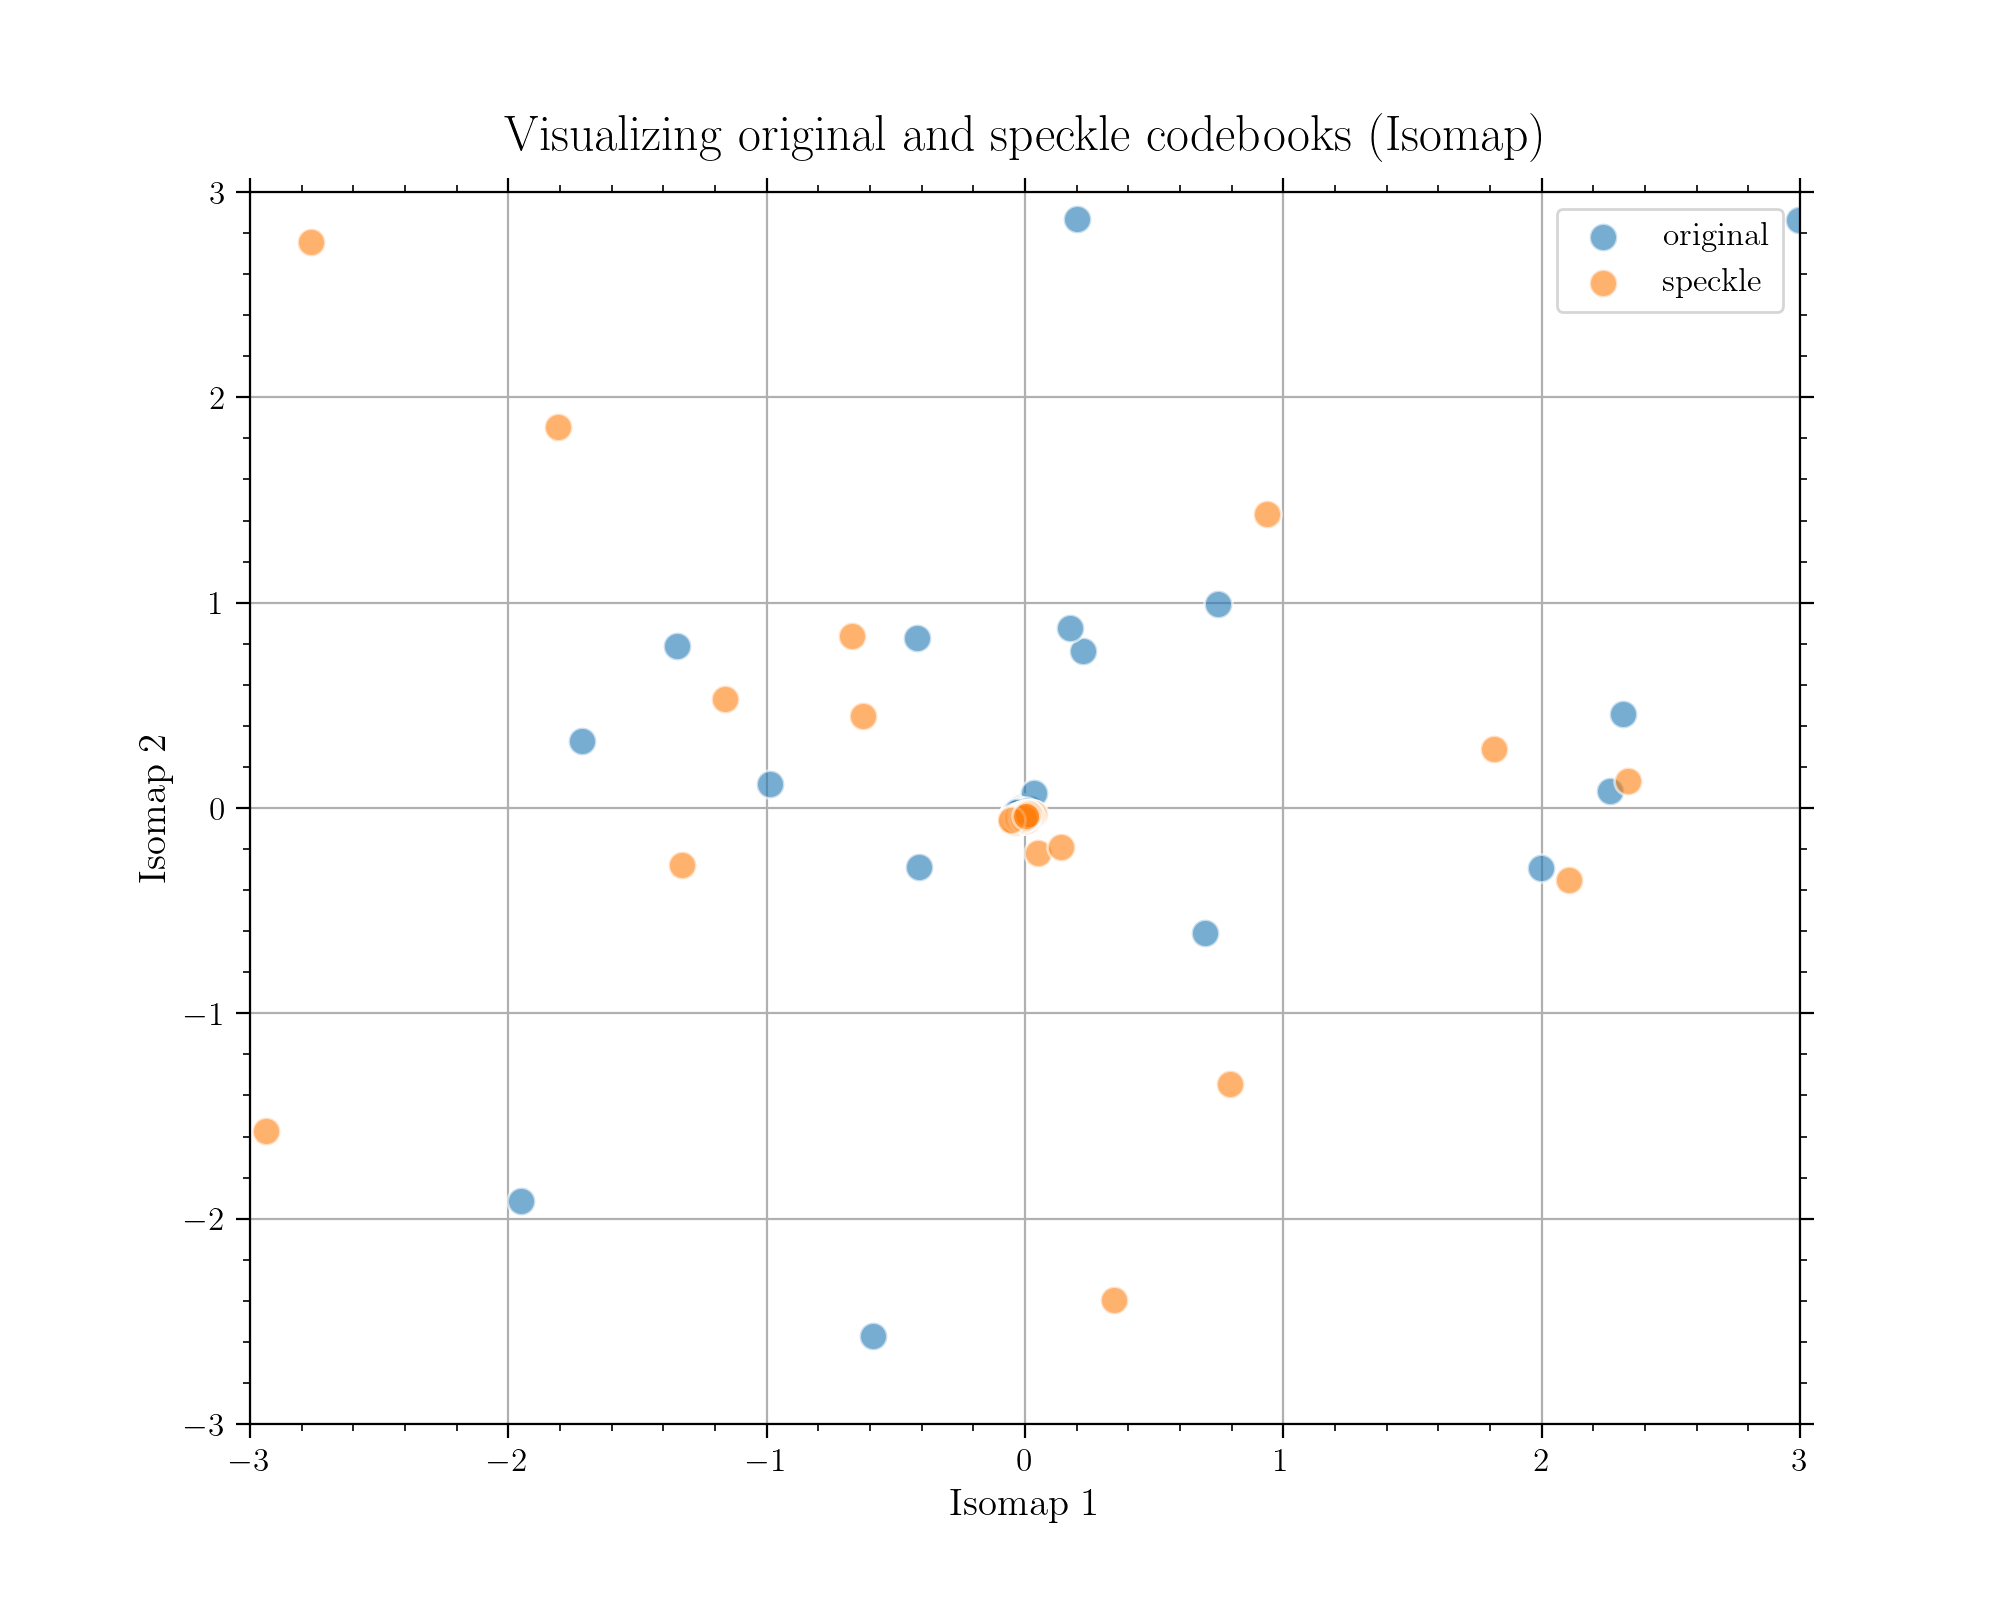 Visualizing original and speckle codebooks (Isomap)
original
speckle
3
2
1
0
−1
−2
−3
Isomap 2
−3
−2
−1
0
1
2
3
Isomap 1